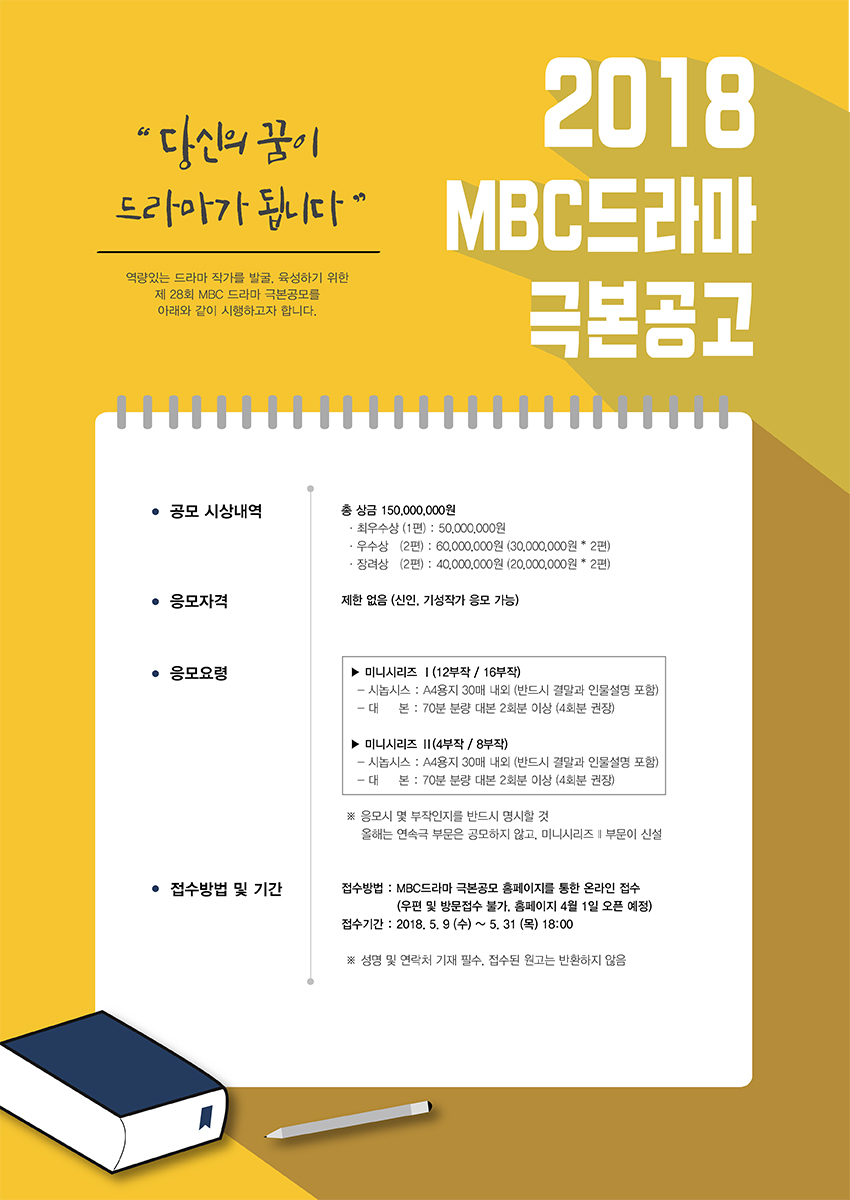 “ 당신의 꿈이
드라마가 됩니다 ”
역량있는 드라마 작가를 발굴, 육성하기 위한
제 28회 MBC 드라마 극본공모를
아래와 같이 시행하고자 합니다.
2018
MBC드라마
극본공고
• 공모 시상내역
총 상금 150,000,000원
· 최우수상 (1편) : 50,000,000원
· 우수상 (2편) : 60,000,000원 (30,000,000원 * 2편)
· 장려상 (2편) : 40,000,000원 (20,000,000원 * 2편)
• 응모자격
제한 없음 (신인, 기성작가 응모 가능)
• 응모요령
▶ 미니시리즈 Ⅰ(12부작 / 16부작)
- 시놉시스 : A4용지 30매 내외 (반드시 결말과 인물설명 포함)
- 대 본 : 70분 분량 대본 2회분 이상 (4회분 권장)
▶ 미니시리즈 Ⅱ(4부작 / 8부작)
- 시놉시스 : A4용지 30매 내외 (반드시 결말과 인물설명 포함)
- 대 본 : 70분 분량 대본 2회분 이상 (4회분 권장)
※ 응모시 몇 부작인지를 반드시 명시할 것
올해는 연속극 부문은 공모하지 않고, 미니시리즈 Ⅱ 부문이 신설
• 접수방법 및 기간
접수방법 : MBC드라마 극본공모 홈페이지를 통한 온라인 접수
(우편 및 방문접수 불가, 홈페이지 4월 1일 오픈 예정)
접수기간 : 2018. 5. 9 (수) ~ 5. 31 (목) 18:00
※ 성명 및 연락처 기재 필수, 접수된 원고는 반환하지 않음